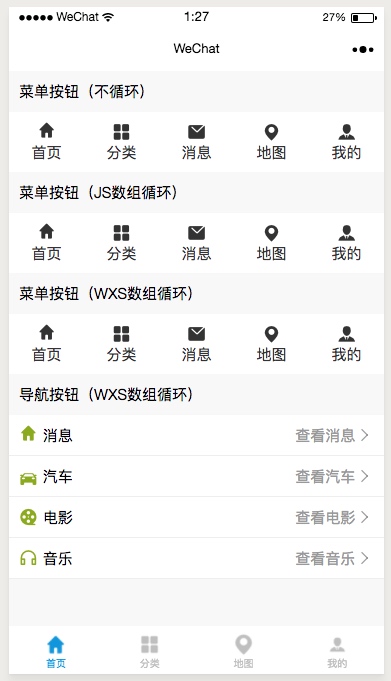 ●●●●● WeChat 1:27 27%
WeChat
菜单按钮（不循环）
首页 分类 消息 地图 我的
菜单按钮（JS数组循环）
首页 分类 消息 地图 我的
菜单按钮（WXS数组循环）
首页 分类 消息 地图 我的
导航按钮（WXS数组循环）
消息 查看消息
汽车 查看汽车
电影 查看电影
音乐 查看音乐
首页 分类 地图 我的